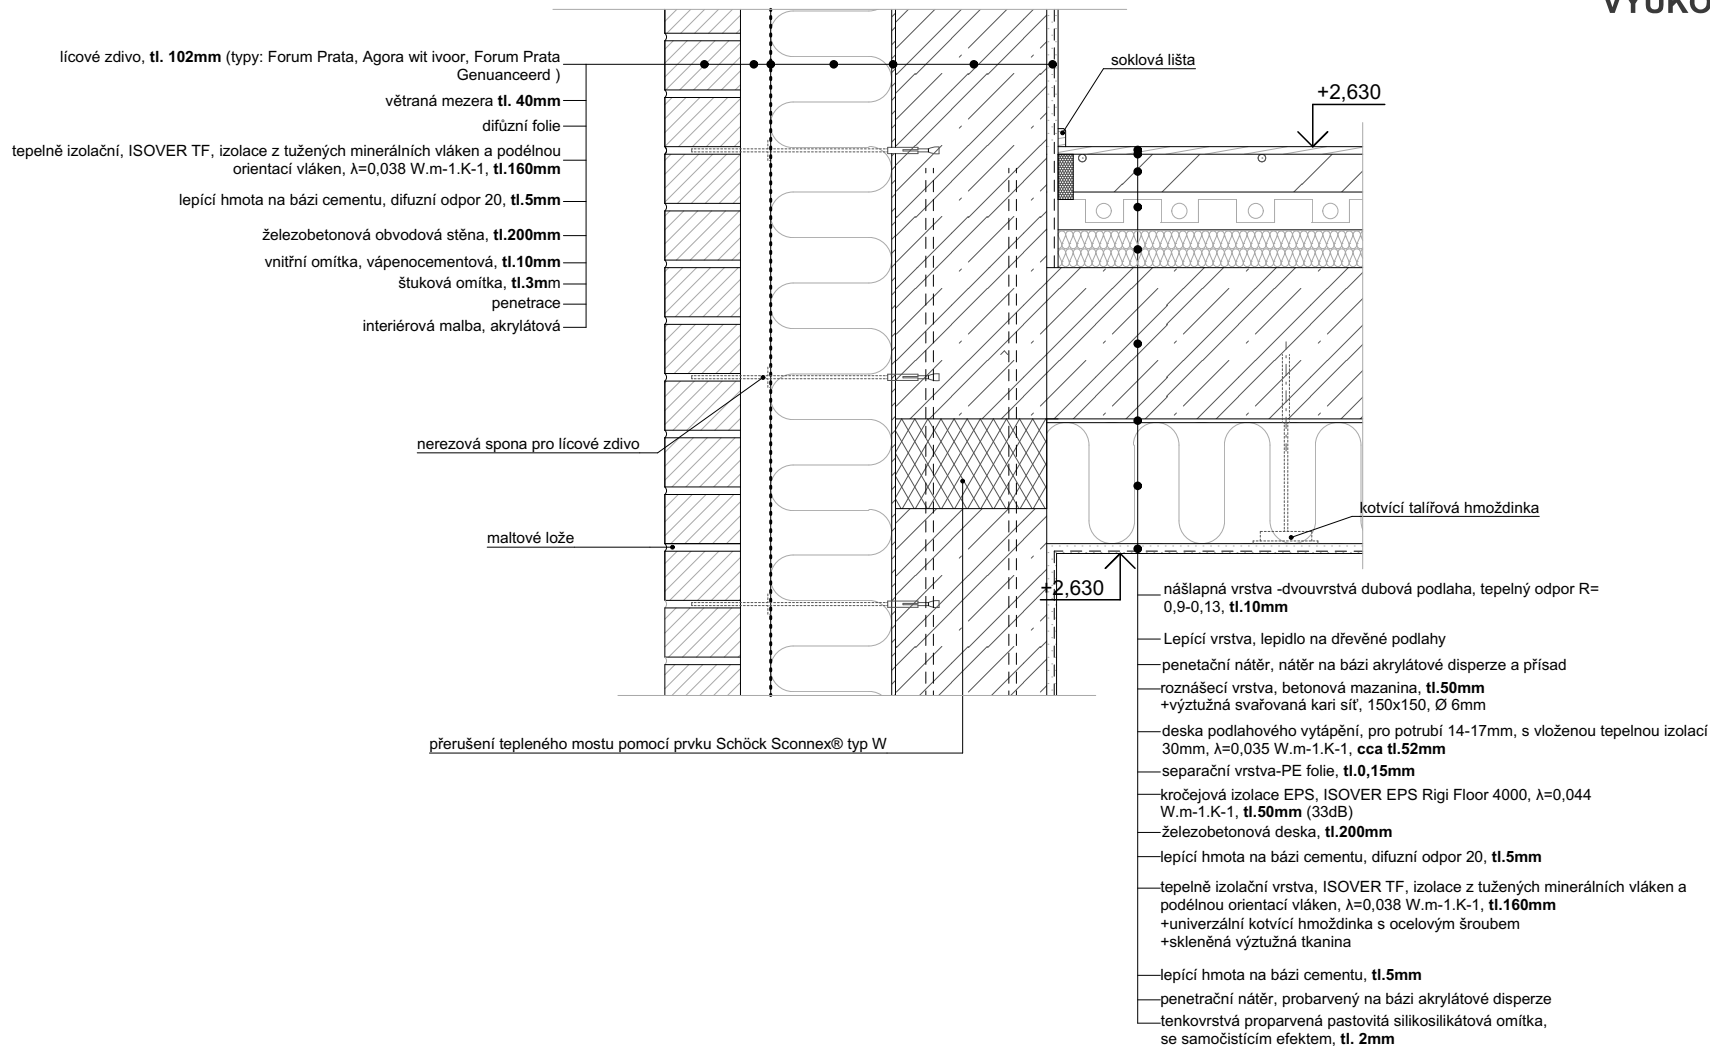 VÝUKO
lícové zdivo, tl. 102mm (typy: Forum Prata, Agora wit ivoor, Forum Prata
Genuanceerd )
větraná mezera tl. 40mm
difůzní folie
tepelně izolační, ISOVER TF, izolace z tužených minerálních vláken a podélnou
orientací vláken, λ=0,038 W.m-1.K-1, tl.160mm
lepící hmota na bázi cementu, difuzní odpor 20, tl.5mm
železobetonová obvodová stěna, tl.200mm
vnitřní omítka, vápenocementová, tl.10mm
štuková omítka, tl.3mm
penetrace
interiérová malba, akrylátová
nerezová spona pro lícové zdivo
maltové lože
přerušení tepleného mostu pomocí prvku Schöck Sconnex® typ W
soklová lišta
+2,630
kotvící talířová hmoždinka
+2,630
nášlapná vrstva -dvouvrstvá dubová podlaha, tepelný odpor R=
0,9-0,13, tl.10mm
Lepící vrstva, lepidlo na dřevěné podlahy
penetační nátěr, nátěr na bázi akrylátové disperze a přísad
roznášecí vrstva, betonová mazanina, tl.50mm
+výztužná svařovaná kari síť, 150x150, Ø 6mm
deska podlahového vytápění, pro potrubí 14-17mm, s vloženou tepelnou izolací
30mm, λ=0,035 W.m-1.K-1, cca tl.52mm
separační vrstva-PE folie, tl.0,15mm
kročejová izolace EPS, ISOVER EPS Rigi Floor 4000, λ=0,044
W.m-1.K-1, tl.50mm (33dB)
železobetonová deska, tl.200mm
lepící hmota na bázi cementu, difuzní odpor 20, tl.5mm
tepelně izolační vrstva, ISOVER TF, izolace z tužených minerálních vláken a
podélnou orientací vláken, λ=0,038 W.m-1.K-1, tl.160mm
+univerzální kotvící hmoždinka s ocelovým šroubem
+skleněná výztužná tkanina
lepící hmota na bázi cementu, tl.5mm
penetrační nátěr, probarvený na bázi akrylátové disperze
tenkovrstvá proparvená pastovitá silikosilikátová omítka,
se samočistícím efektem, tl. 2mm